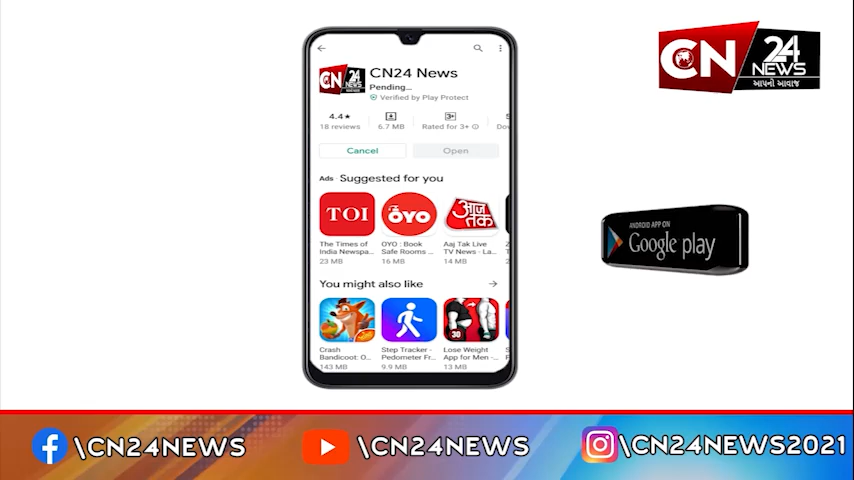 CN24 News
Pending...
Verified by Play Protect
4.4★
18 reviews
6.7 MB
3+
Rated for 3+
Cancel
Open
Ads · Suggested for you
TOI
OYO
आज तक
The Times of
India Newspa...
23 MB
OYO : Book
Safe Rooms ...
16 MB
Aaj Tak Live
TV News - La...
14 MB
You might also like
30
Crash
Bandicoot: O...
143 MB
Step Tracker -
Pedometer Fr...
9.9 MB
Lose Weight
App for Men - ...
13 MB
CN 24
NEWS
આપનો આવાજ
ANDROID APP ON
Google play
\CN24NEWS
\CN24NEWS
\CN24NEWS2021